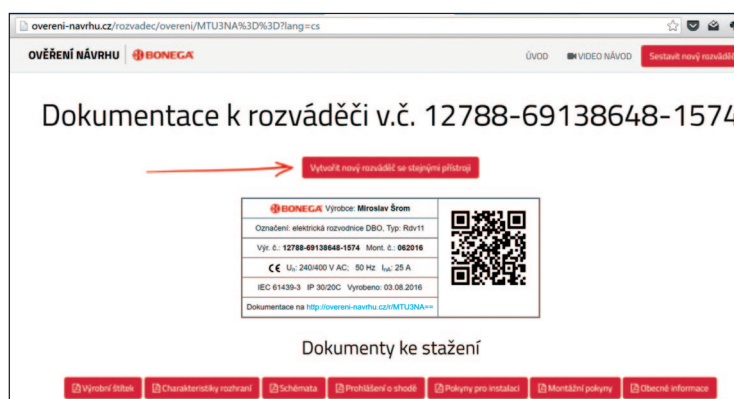 overeni-navrhu.cz/rozvadec/overeni/MTU3NA%3D%3D?lang=cs
OVĚŘENÍ NÁVRHU BONEGA ÚVOD VIDEO NÁVOD Sestavit nový rozváděč
Dokumentace k rozváděči v.č. 12788-69138648-1574
Vytvořit nový rozváděč se stejnými přístroji
BONEGA Výrobce: Miroslav Šrom
Označení: elektrická rozvodnice DBO, Typ: Rdv11
Výr. č.: 12788-69138648-1574 Mont. č.: 062016
CE Un: 240/400 V AC; 50 Hz InA: 25 A
IEC 61439-3 IP 30/20C Vyrobeno: 03.08.2016
Dokumentace na http://overeni-navrhu.cz/r/MTU3NA==
Dokumenty ke stažení
Výrobní štítek Charakteristiky rozhraní Schémata Prohlášení o shodě Pokyny pro instalaci Montážní pokyny Obecné informace